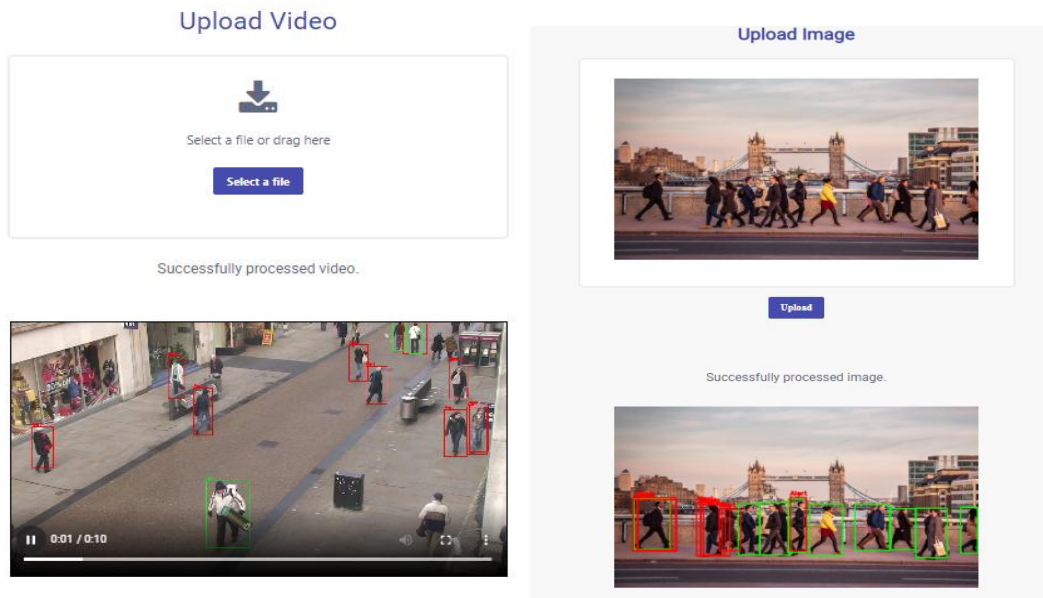 Upload Video
Select a file or drag here
Select a file
Successfully processed video.
0:01 / 0:10
Upload Image
Upload
Successfully processed image.
Alert